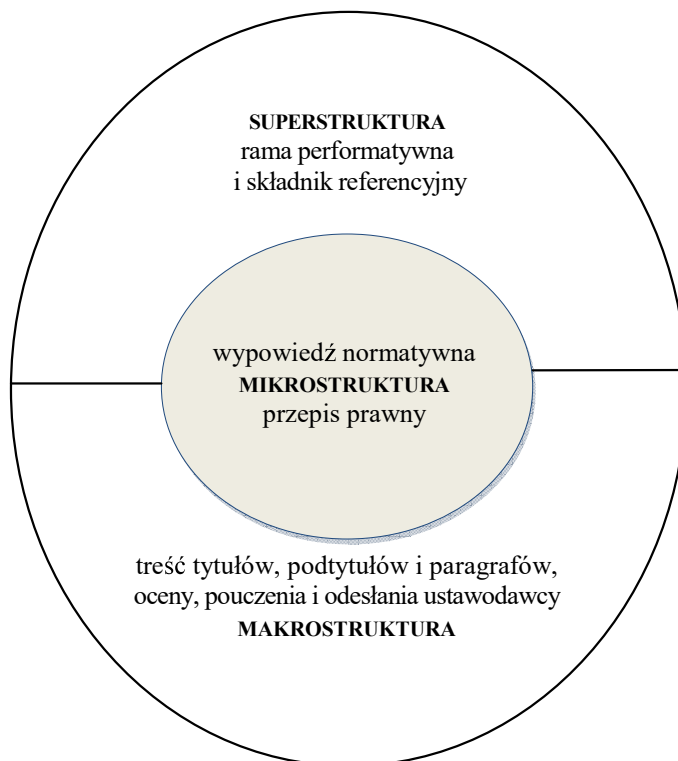 SUPERSTRUKTURA
rama performatywna
i składnik referencyjny
wypowiedź normatywna
MIKROSTRUKTURA
przepis prawny
treść tytułów, podtytułów i paragrafów,
oceny, pouczenia i odesłania ustawodawcy
MAKROSTRUKTURA